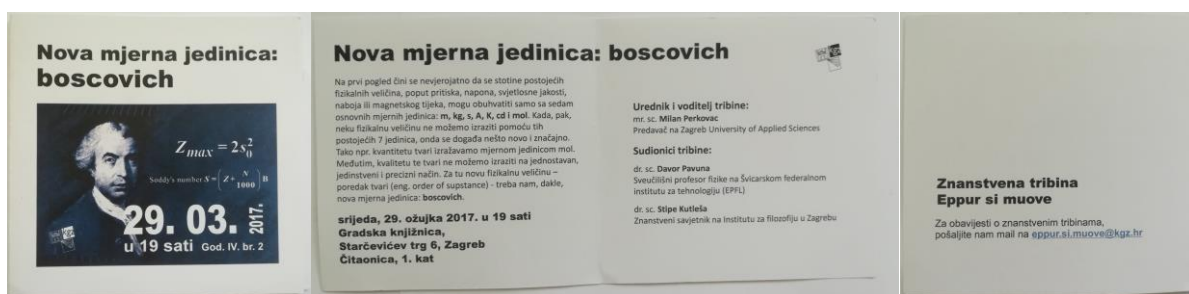 Nova mjerna jedinica:
boscovich
Z_max = 2s_0^2
Soddy's number S = (Z + N/1000) B
29. 03. 2017.
u 19 sati God. IV. br. 2
Nova mjerna jedinica: boscovich
Na prvi pogled čini se nevjerojatno da se stotine postojećih
fizikalnih veličina, poput pritiska, napona, svjetlosne jakosti,
naboja ili magnetskog tijeka, mogu obuhvatiti samo sa sedam
osnovnih mjernih jedinica: m, kg, s, A, K, cd i mol. Kada, pak,
neku fizikalnu veličinu ne možemo izraziti pomoću tih
postojećih 7 jedinica, onda se događa nešto novo i značajno.
Tako npr. kvantitetu tvari izražavamo mjernom jedinicom mol.
Međutim, kvalitetu te tvari ne možemo izraziti na jednostavan,
jedinstveni i precizni način. Za tu novu fizikalnu veličinu –
poredak tvari (eng. order of supstance) - treba nam, dakle,
nova mjerna jedinica: boscovich.
srijeda, 29. ožujka 2017. u 19 sati
Gradska knjižnica,
Starčevićev trg 6, Zagreb
Čitaonica, 1. kat
Urednik i voditelj tribine:
mr. sc. Milan Perkovac
Predavač na Zagreb University of Applied Sciences
Sudionici tribine:
dr. sc. Davor Pavuna
Sveučilišni profesor fizike na Švicarskom federalnom
institutu za tehnologiju (EPFL)
dr. sc. Stipe Kutleša
Znanstveni savjetnik na Institutu za filozofiju u Zagrebu
Znanstvena tribina
Eppur si muove
Za obavijesti o znanstvenim tribinama,
pošaljite nam mail na eppur.si.muove@kgz.hr